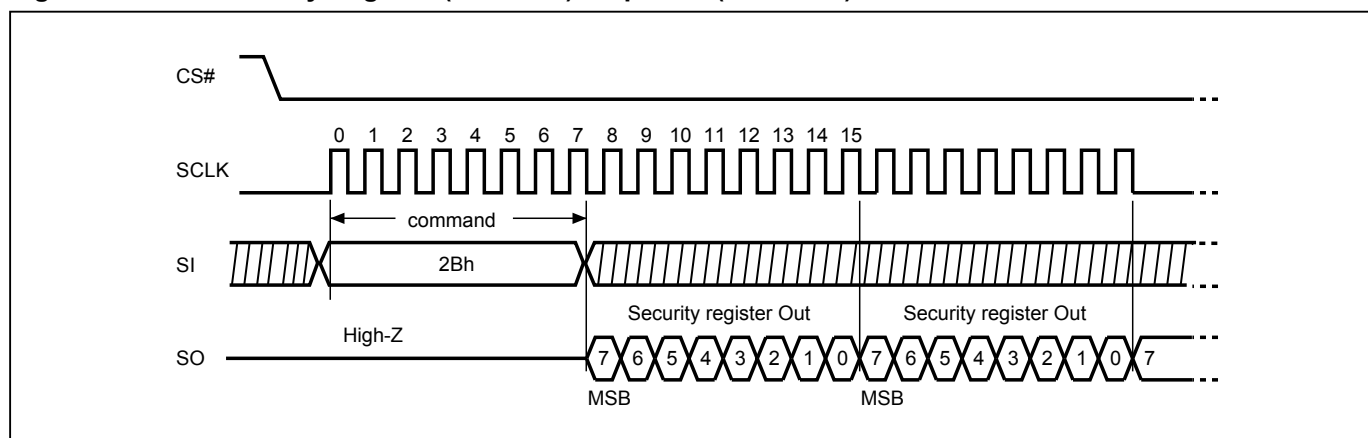 CS#
0 1 2 3 4 5 6 7 8 9 10 11 12 13 14 15
SCLK
command
SI
2Bh
Security register Out Security register Out
High-Z
SO
7 6 5 4 3 2 1 0 7 6 5 4 3 2 1 0 7
MSB MSB